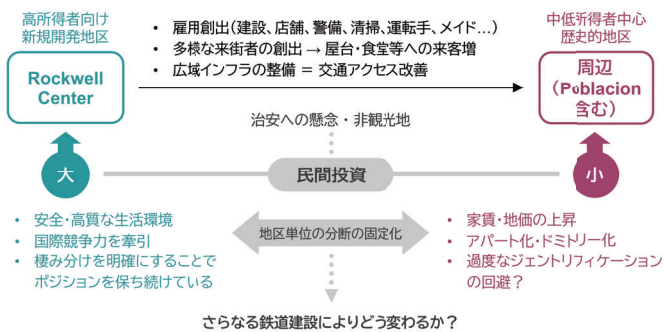 高所得者向け
新規開発地区
Rockwell
Center
• 雇用創出（建設、店舗、警備、清掃、運転手、メイド…）
• 多様な来街者の創出 → 屋台・食堂等への来客増
• 広域インフラの整備 ＝ 交通アクセス改善
中低所得者中心
歴史的地区
周辺
（Poblacion
含む）
治安への懸念・非観光地
大
民間投資
小
• 安全・高質な生活環境
• 国際競争力を牽引
• 棲み分けを明確にすることで
ポジションを保ち続けている
地区単位の分断の固定化
• 家賃・地価の上昇
• アパート化・ドミトリー化
• 過度なジェントリフィケーション
の回避？
さらなる鉄道建設によりどう変わるか？